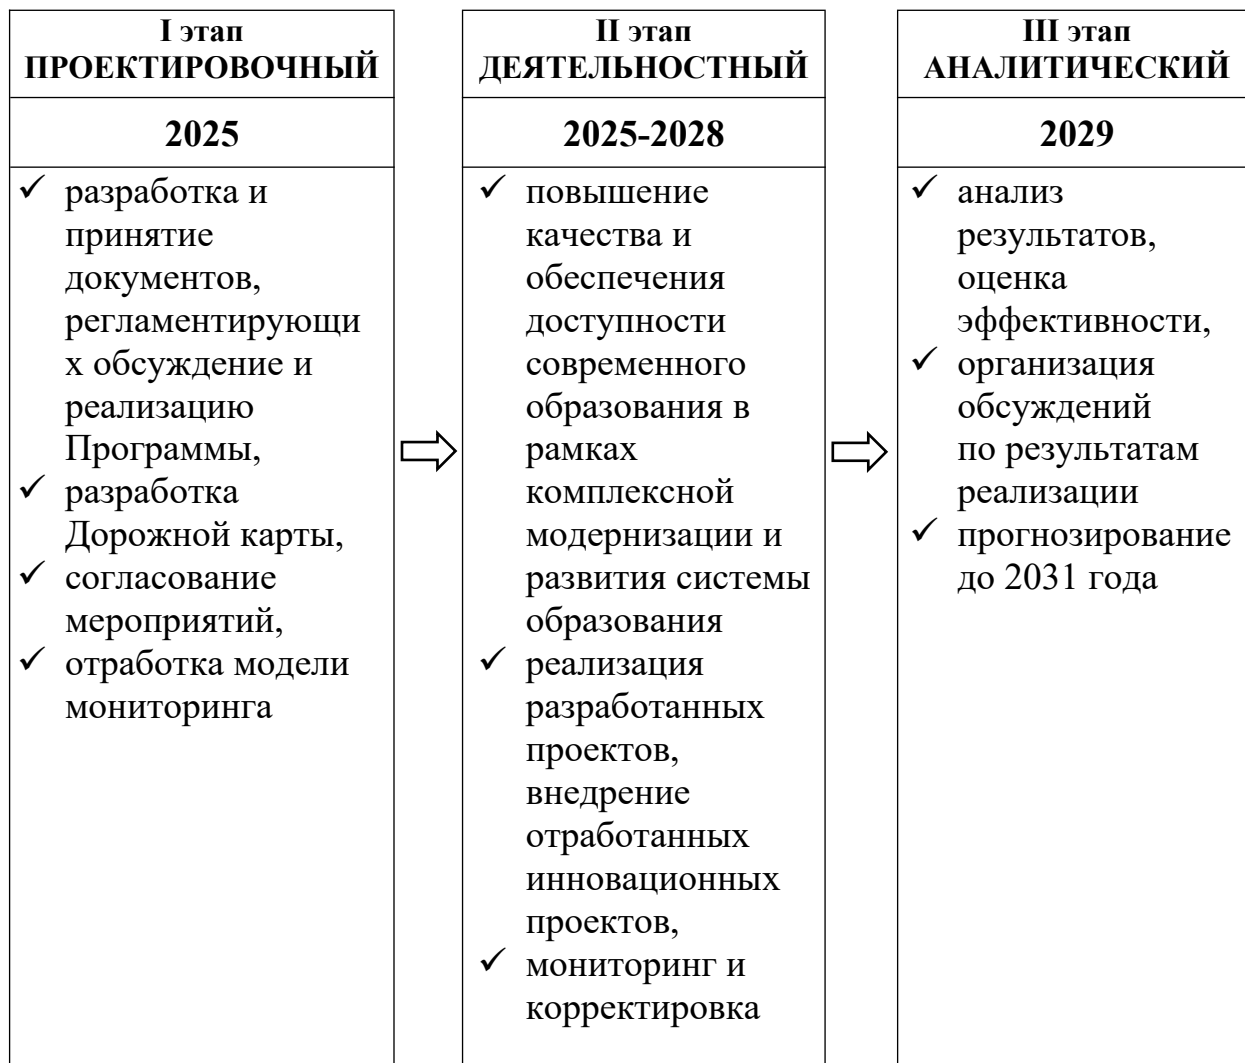 I этап
ПРОЕКТИРОВОЧНЫЙ
2025
✓ разработка и
принятие
документов,
регламентирующи
х обсуждение и
реализацию
Программы,
✓ разработка
Дорожной карты,
✓ согласование
мероприятий,
✓ отработка модели
мониторинга
II этап
ДЕЯТЕЛЬНОСТНЫЙ
2025-2028
✓ повышение
качества и
обеспечения
доступности
современного
образования в
рамках
комплексной
модернизации и
развития системы
образования
✓ реализация
разработанных
проектов,
внедрение
отработанных
инновационных
проектов,
✓ мониторинг и
корректировка
III этап
АНАЛИТИЧЕСКИЙ
2029
✓ анализ
результатов,
оценка
эффективности,
✓ организация
обсуждений
по результатам
реализации
✓ прогнозирование
до 2031 года